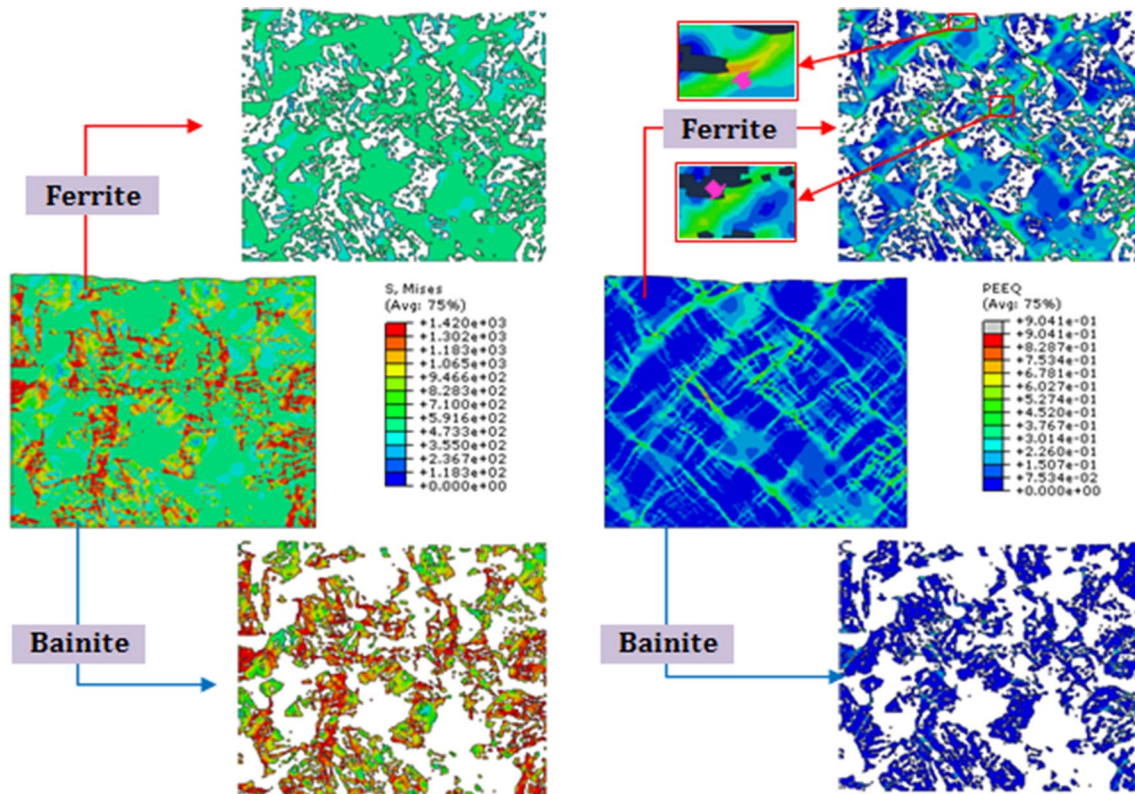 Ferrite
Ferrite
S, Mises
(Avg: 75%)
+1.420e+03
+1.302e+03
+1.183e+03
+1.065e+03
+9.466e+02
+8.283e+02
+7.100e+02
+5.916e+02
+4.733e+02
+3.550e+02
+2.367e+02
+1.183e+02
+0.000e+00
PEEQ
(Avg: 75%)
+9.041e-01
+9.041e-01
+8.287e-01
+7.534e-01
+6.781e-01
+6.027e-01
+5.274e-01
+4.520e-01
+3.767e-01
+3.014e-01
+2.260e-01
+1.507e-01
+7.534e-02
+0.000e+00
Bainite
Bainite